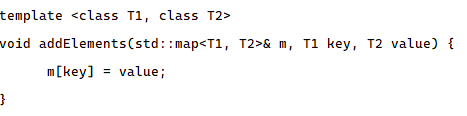 template <class T1, class T2>
void addElements(std::map<T1, T2>& m, T1 key, T2 value) {
m[key] = value;
}